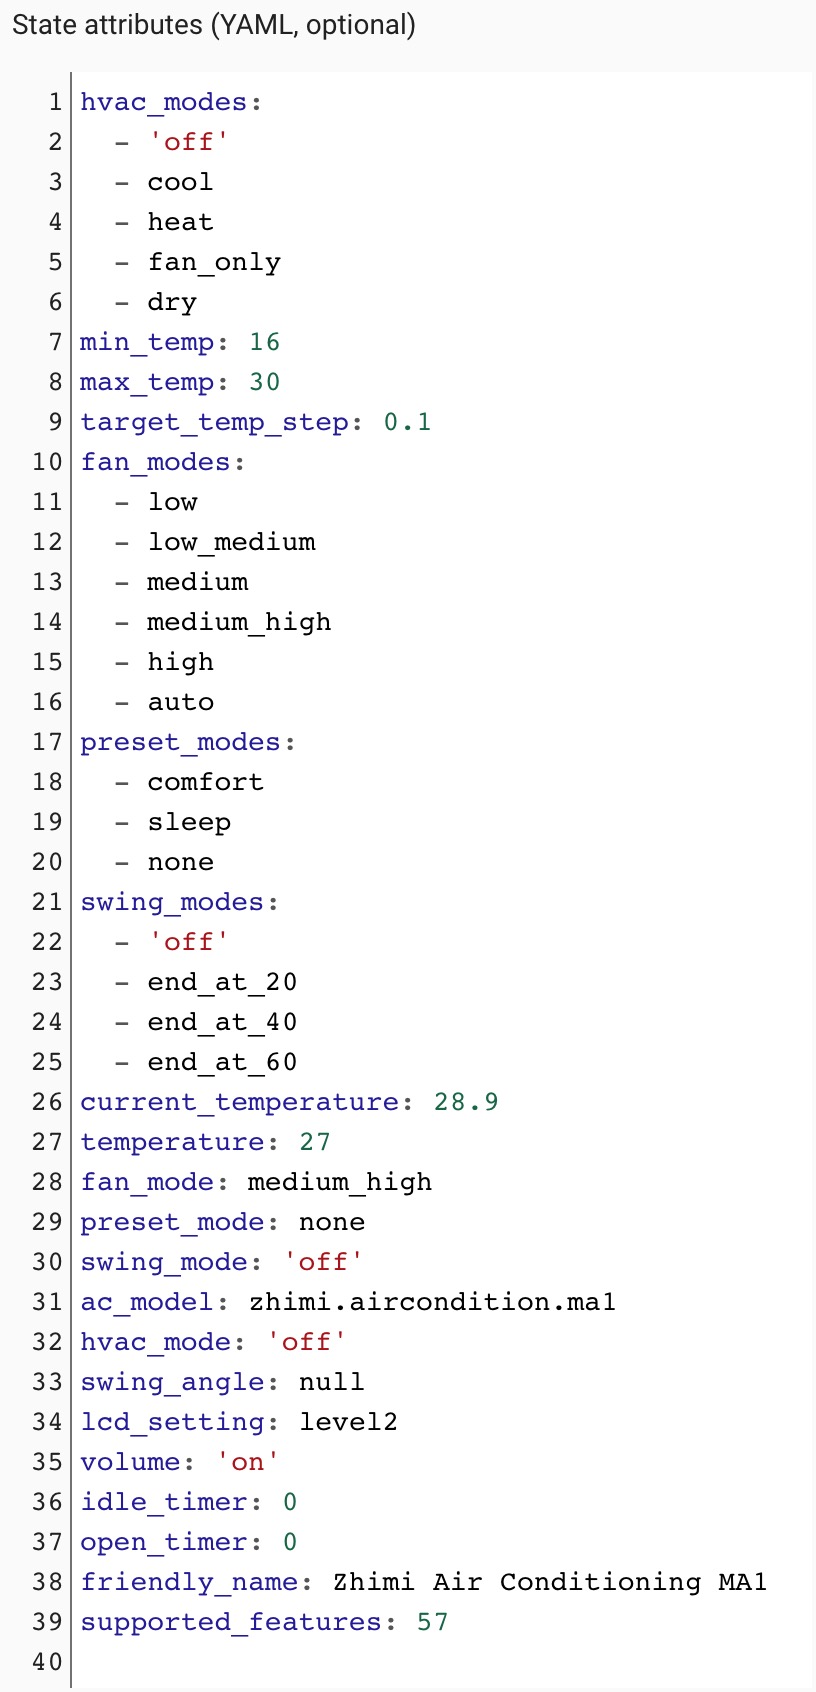 State attributes (YAML, optional)
1 hvac_modes:
2   - 'off'
3   - cool
4   - heat
5   - fan_only
6   - dry
7 min_temp: 16
8 max_temp: 30
9 target_temp_step: 0.1
10 fan_modes:
11   - low
12   - low_medium
13   - medium
14   - medium_high
15   - high
16   - auto
17 preset_modes:
18   - comfort
19   - sleep
20   - none
21 swing_modes:
22   - 'off'
23   - end_at_20
24   - end_at_40
25   - end_at_60
26 current_temperature: 28.9
27 temperature: 27
28 fan_mode: medium_high
29 preset_mode: none
30 swing_mode: 'off'
31 ac_model: zhimi.aircondition.ma1
32 hvac_mode: 'off'
33 swing_angle: null
34 lcd_setting: level2
35 volume: 'on'
36 idle_timer: 0
37 open_timer: 0
38 friendly_name: Zhimi Air Conditioning MA1
39 supported_features: 57
40